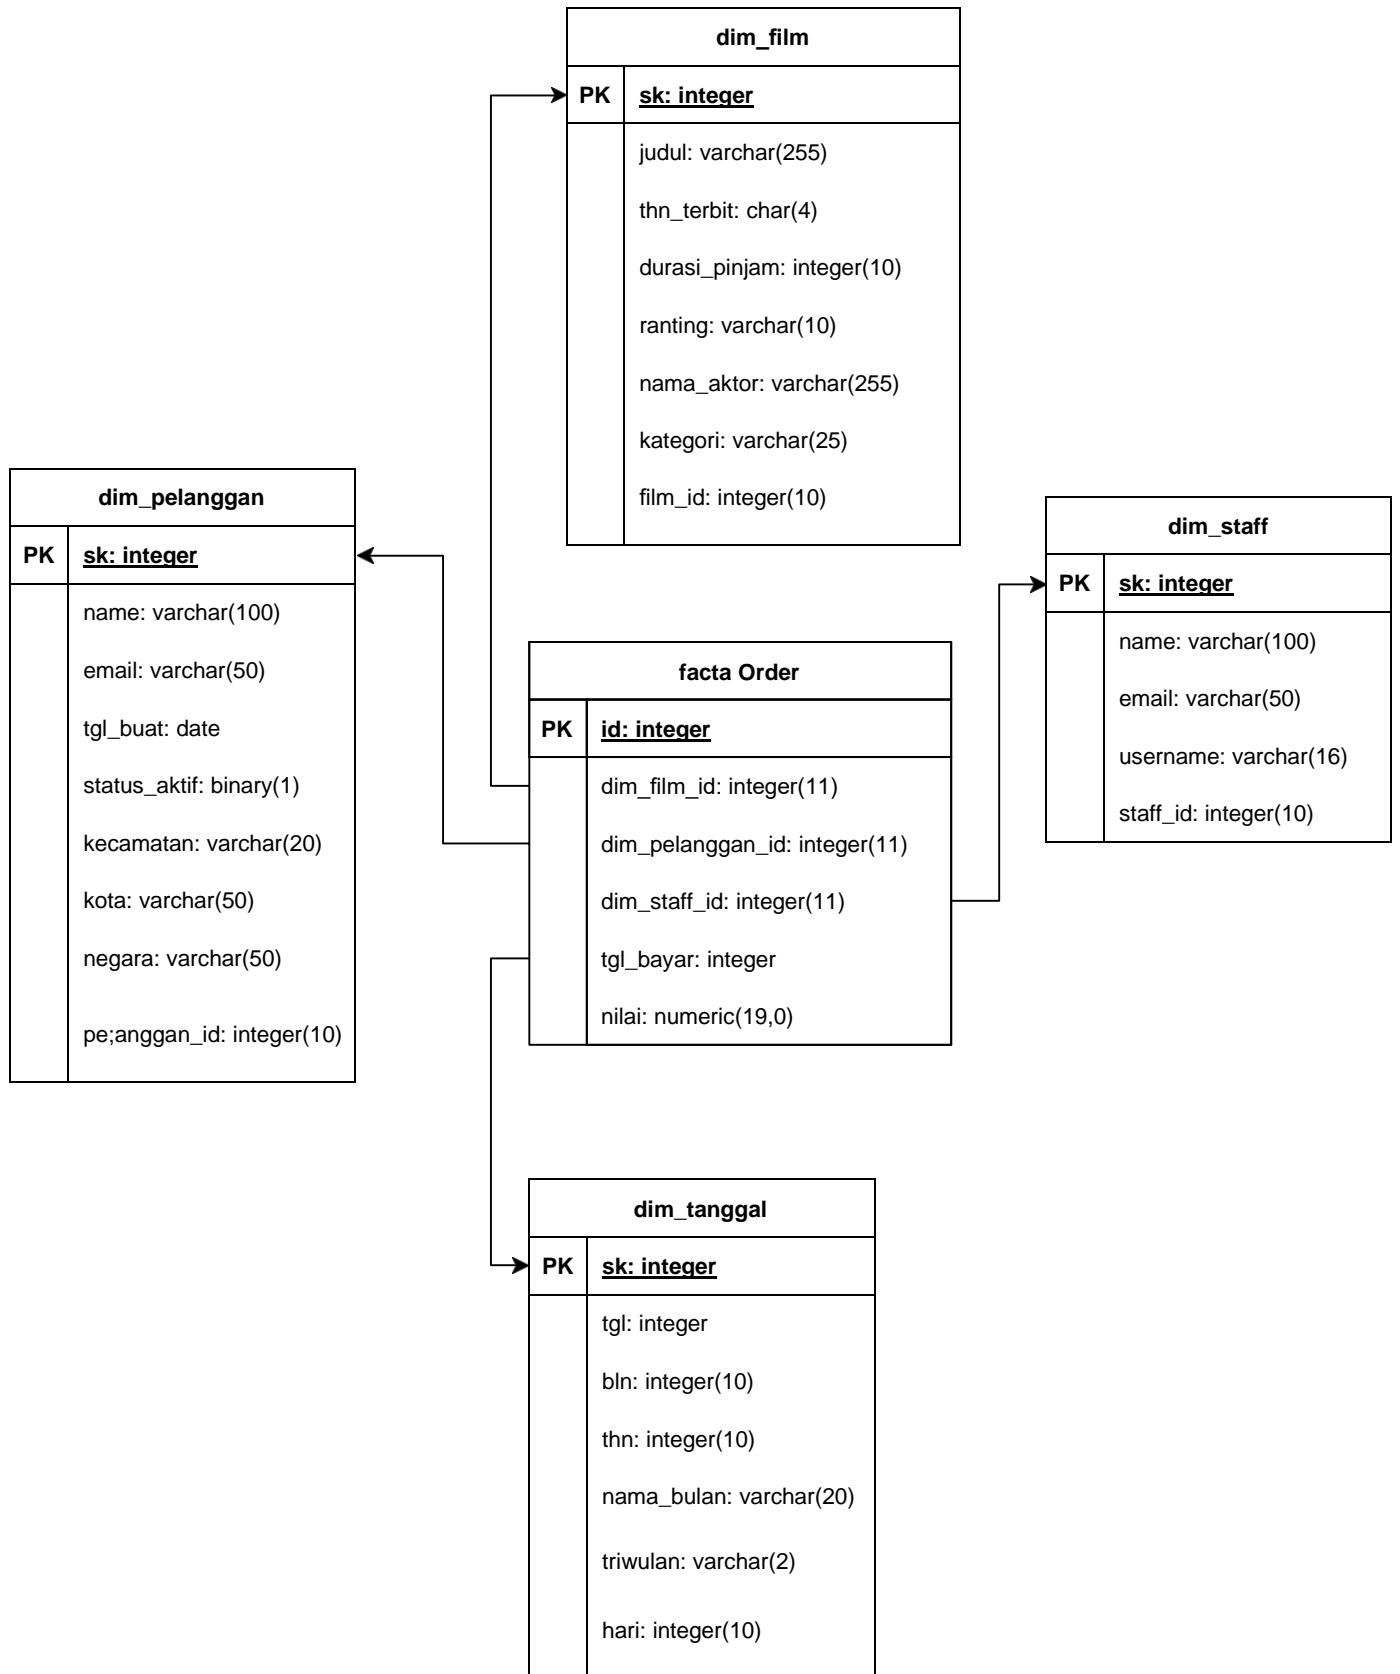 dim_film
PK sk: integer
judul: varchar(255)
thn_terbit: char(4)
durasi_pinjam: integer(10)
ranting: varchar(10)
nama_aktor: varchar(255)
kategori: varchar(25)
film_id: integer(10)
dim_pelanggan
PK sk: integer
name: varchar(100)
email: varchar(50)
tgl_buat: date
status_aktif: binary(1)
kecamatan: varchar(20)
kota: varchar(50)
negara: varchar(50)
pe;anggan_id: integer(10)
dim_staff
PK sk: integer
name: varchar(100)
email: varchar(50)
username: varchar(16)
staff_id: integer(10)
facta Order
PK id: integer
dim_film_id: integer(11)
dim_pelanggan_id: integer(11)
dim_staff_id: integer(11)
tgl_bayar: integer
nilai: numeric(19,0)
dim_tanggal
PK sk: integer
tgl: integer
bln: integer(10)
thn: integer(10)
nama_bulan: varchar(20)
triwulan: varchar(2)
hari: integer(10)